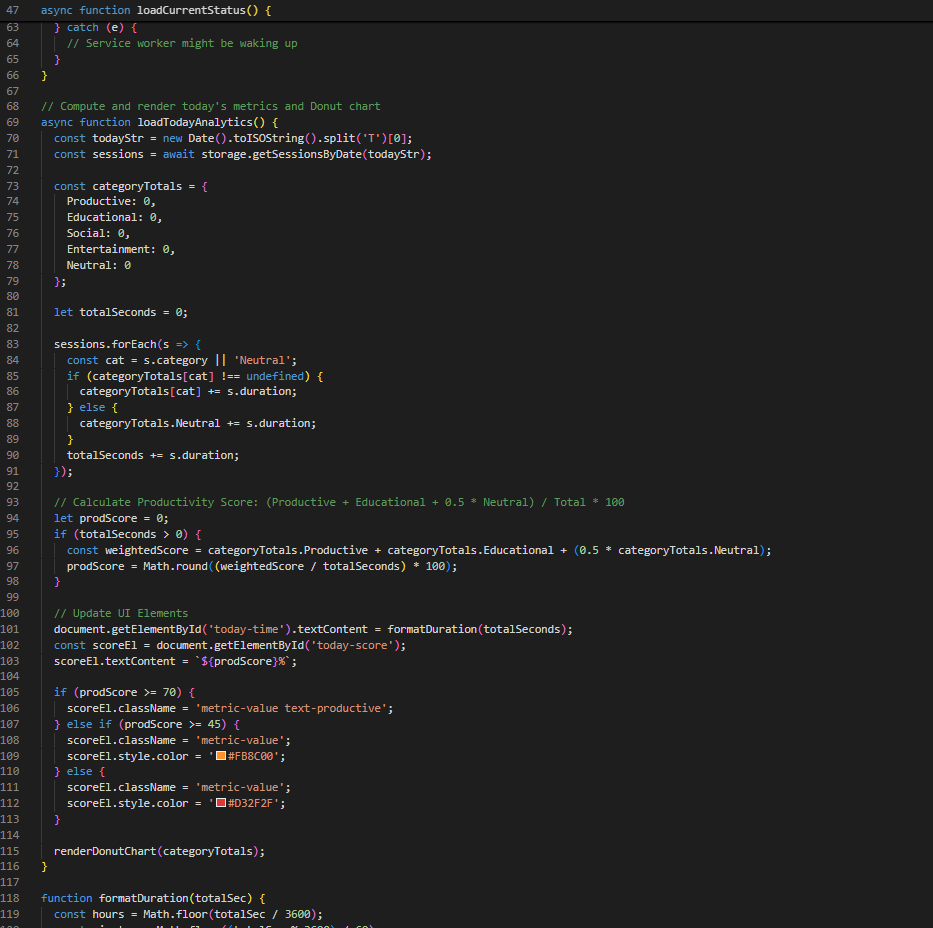 47 async function loadCurrentStatus() {
63 } catch (e) {
64 // Service worker might be waking up
65 }
66 }
67
68 // Compute and render today's metrics and Donut chart
69 async function loadTodayAnalytics() {
70 const todayStr = new Date().toISOString().split('T')[0];
71 const sessions = await storage.getSessionsByDate(todayStr);
72
73 const categoryTotals = {
74 Productive: 0,
75 Educational: 0,
76 Social: 0,
77 Entertainment: 0,
78 Neutral: 0
79 };
80
81 let totalSeconds = 0;
82
83 sessions.forEach(s => {
84 const cat = s.category || 'Neutral';
85 if (categoryTotals[cat] !== undefined) {
86 categoryTotals[cat] += s.duration;
87 } else {
88 categoryTotals.Neutral += s.duration;
89 }
90 totalSeconds += s.duration;
91 });
92
93 // Calculate Productivity Score: (Productive + Educational + 0.5 * Neutral) / Total * 100
94 let prodScore = 0;
95 if (totalSeconds > 0) {
96 const weightedScore = categoryTotals.Productive + categoryTotals.Educational + (0.5 * categoryTotals.Neutral);
97 prodScore = Math.round((weightedScore / totalSeconds) * 100);
98 }
99
100 // Update UI Elements
101 document.getElementById('today-time').textContent = formatDuration(totalSeconds);
102 const scoreEl = document.getElementById('today-score');
103 scoreEl.textContent = `${prodScore}%`;
104
105 if (prodScore >= 70) {
106 scoreEl.className = 'metric-value text-productive';
107 } else if (prodScore >= 45) {
108 scoreEl.className = 'metric-value';
109 scoreEl.style.color = '#FB8C00';
110 } else {
111 scoreEl.className = 'metric-value';
112 scoreEl.style.color = '#D32F2F';
113 }
114
115 renderDonutChart(categoryTotals);
116 }
117
118 function formatDuration(totalSec) {
119 const hours = Math.floor(totalSec / 3600);